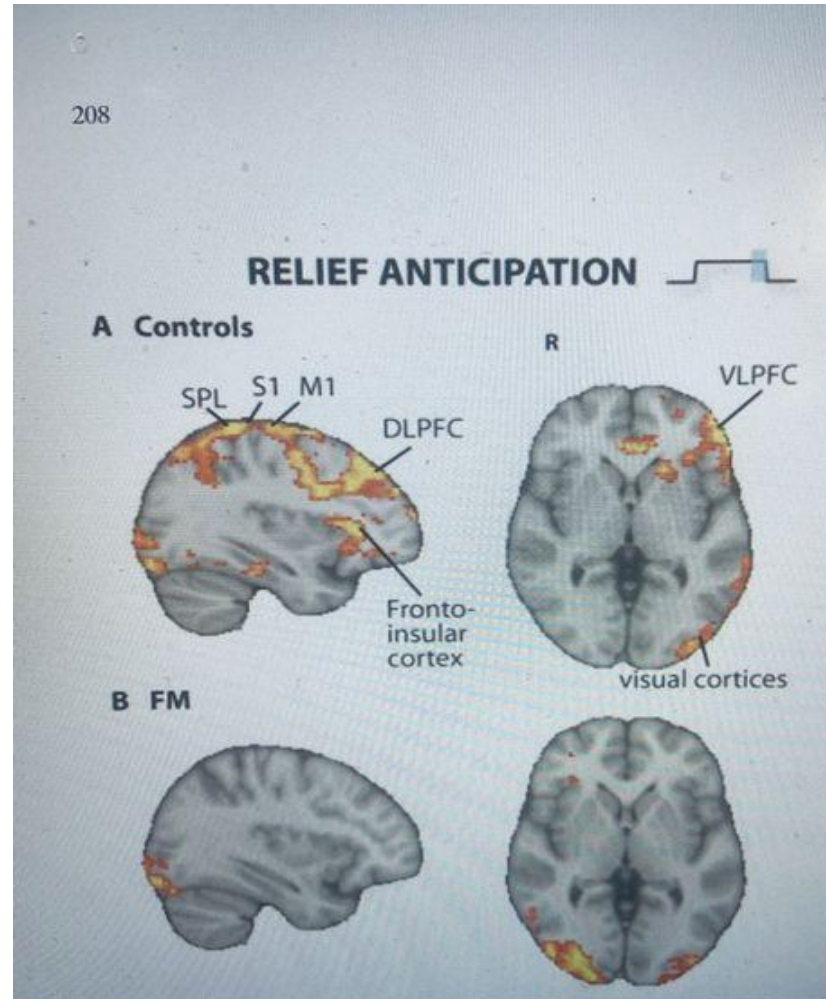 208
RELIEF ANTICIPATION
A Controls
R
SPL
S1
M1
DLPFC
VLPFC
Fronto-
insular
cortex
visual cortices
B FM